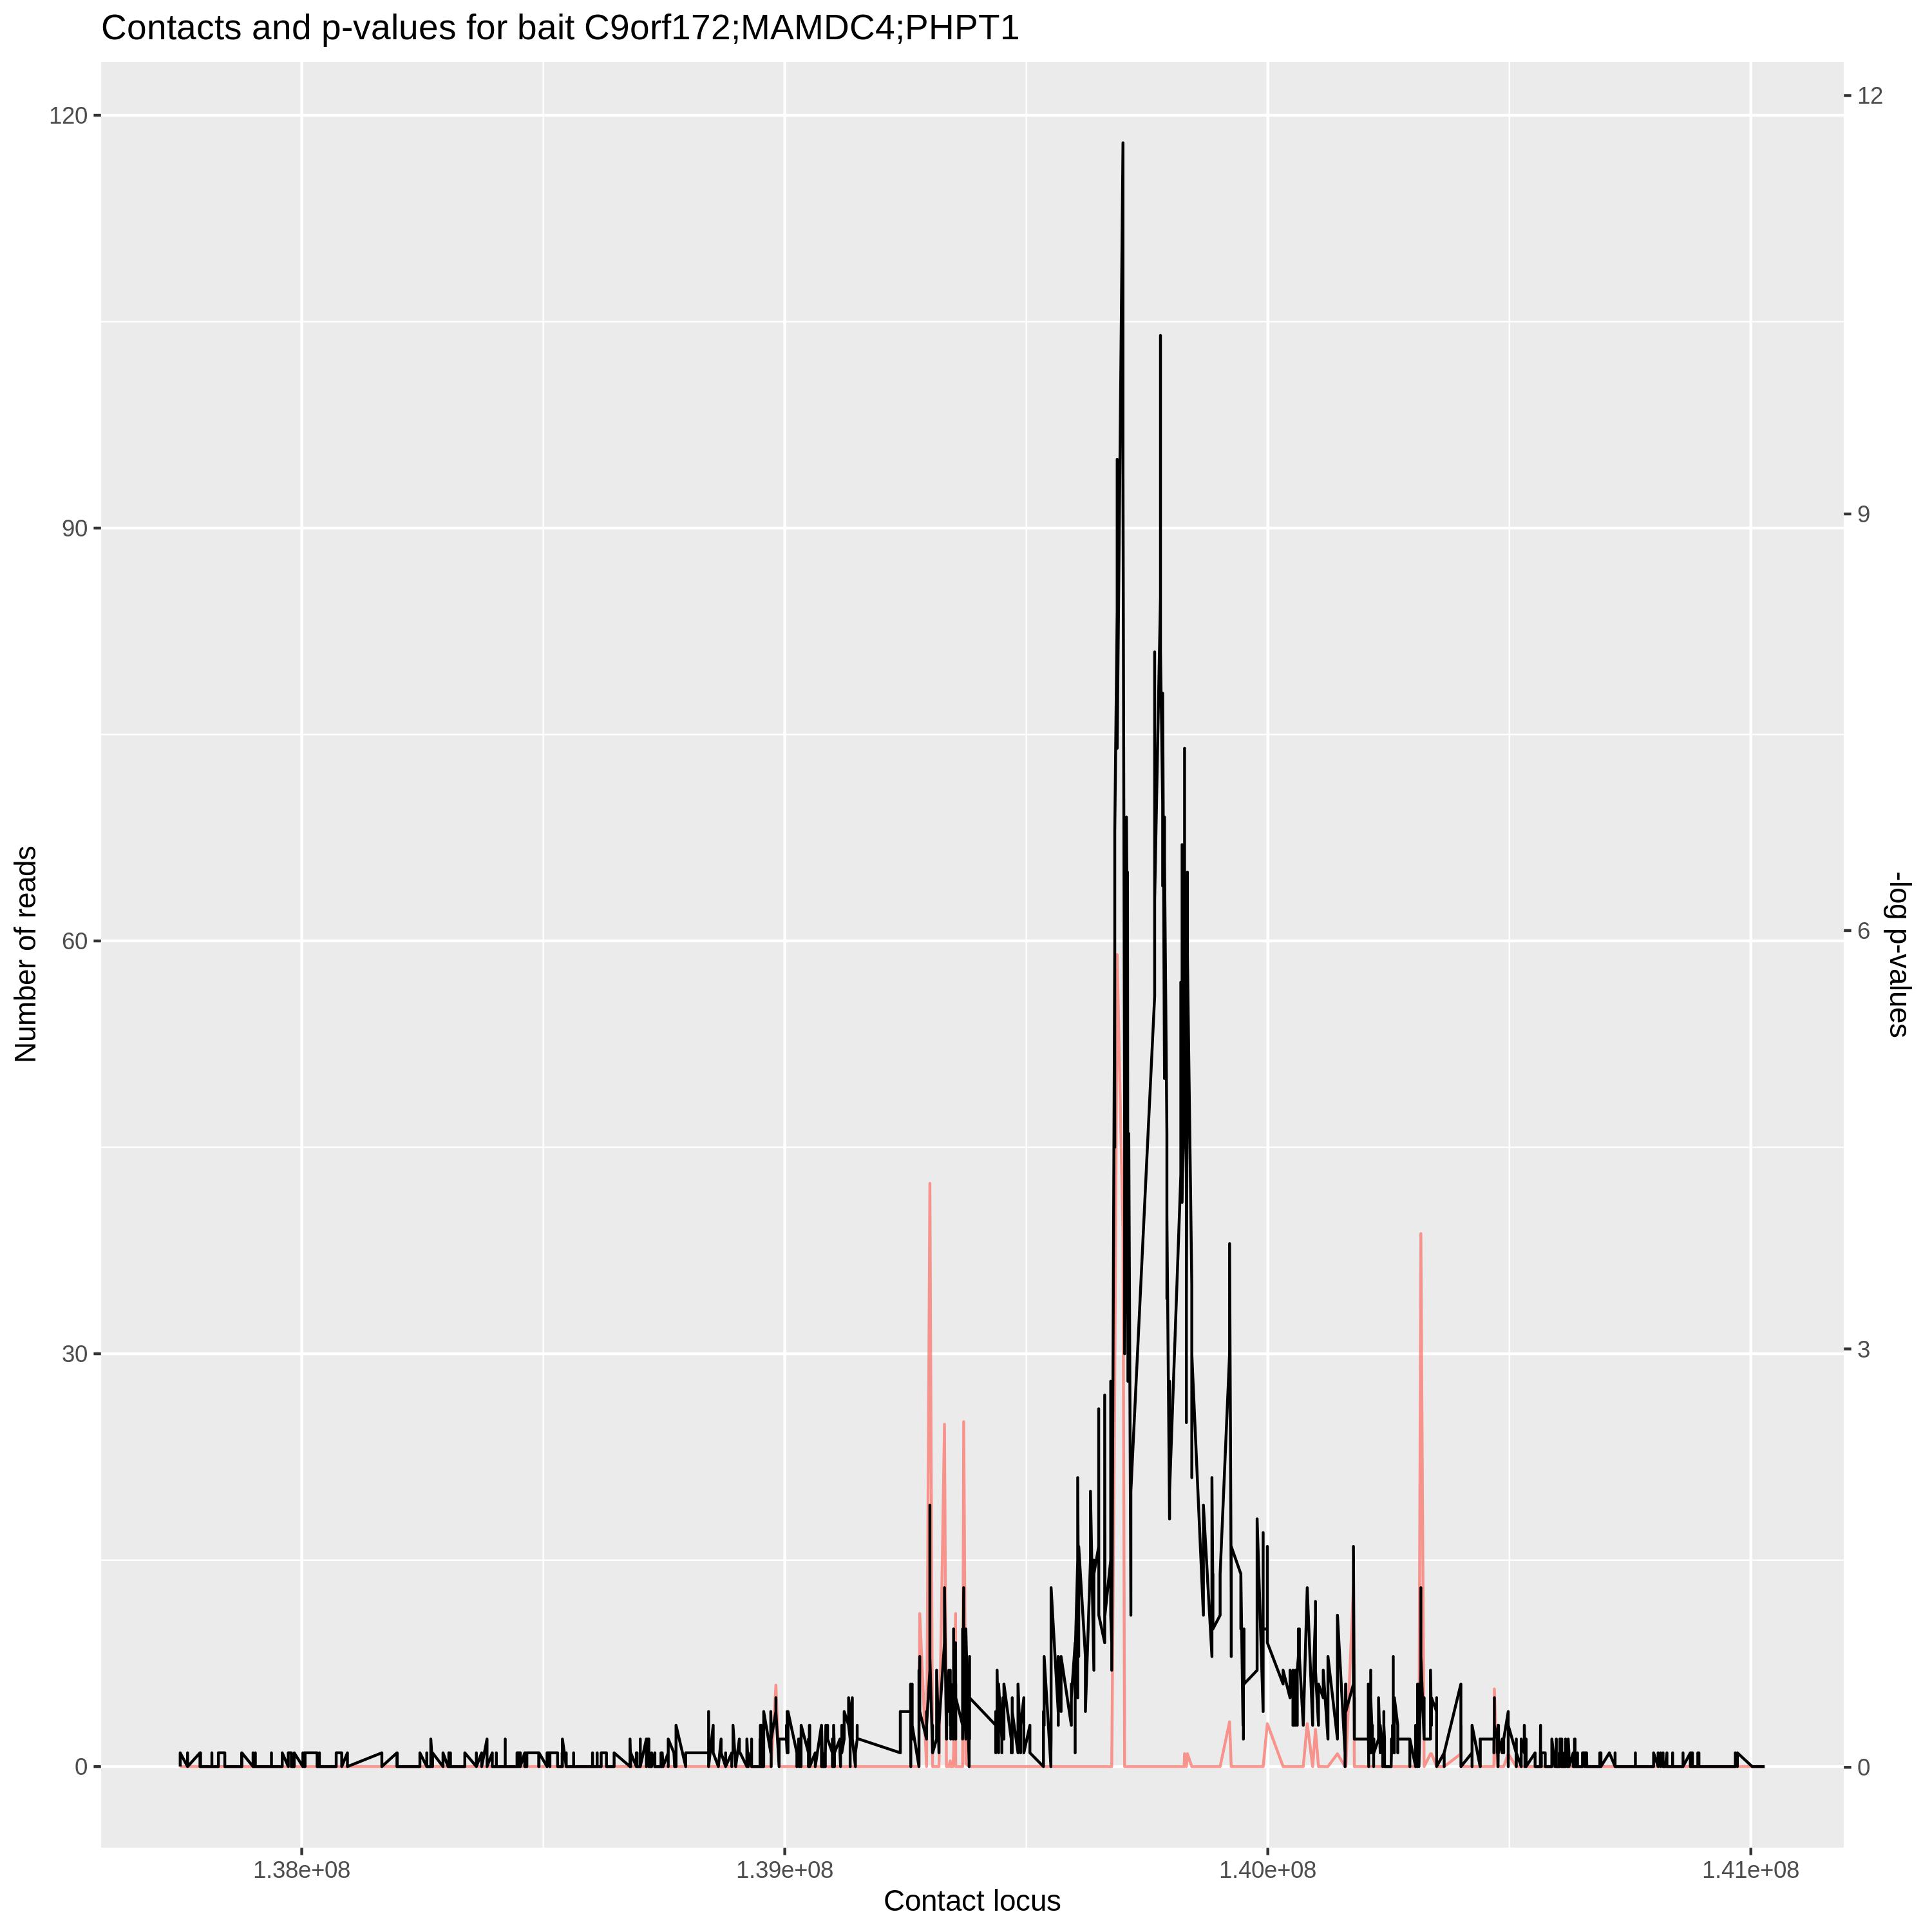 Contacts and p-values for bait C9orf172;MAMDC4;PHPT1
120
90
60
30
0
Number of reads
12
9
6
3
0
-log p-values
1.38e+08
1.39e+08
1.40e+08
1.41e+08
Contact locus